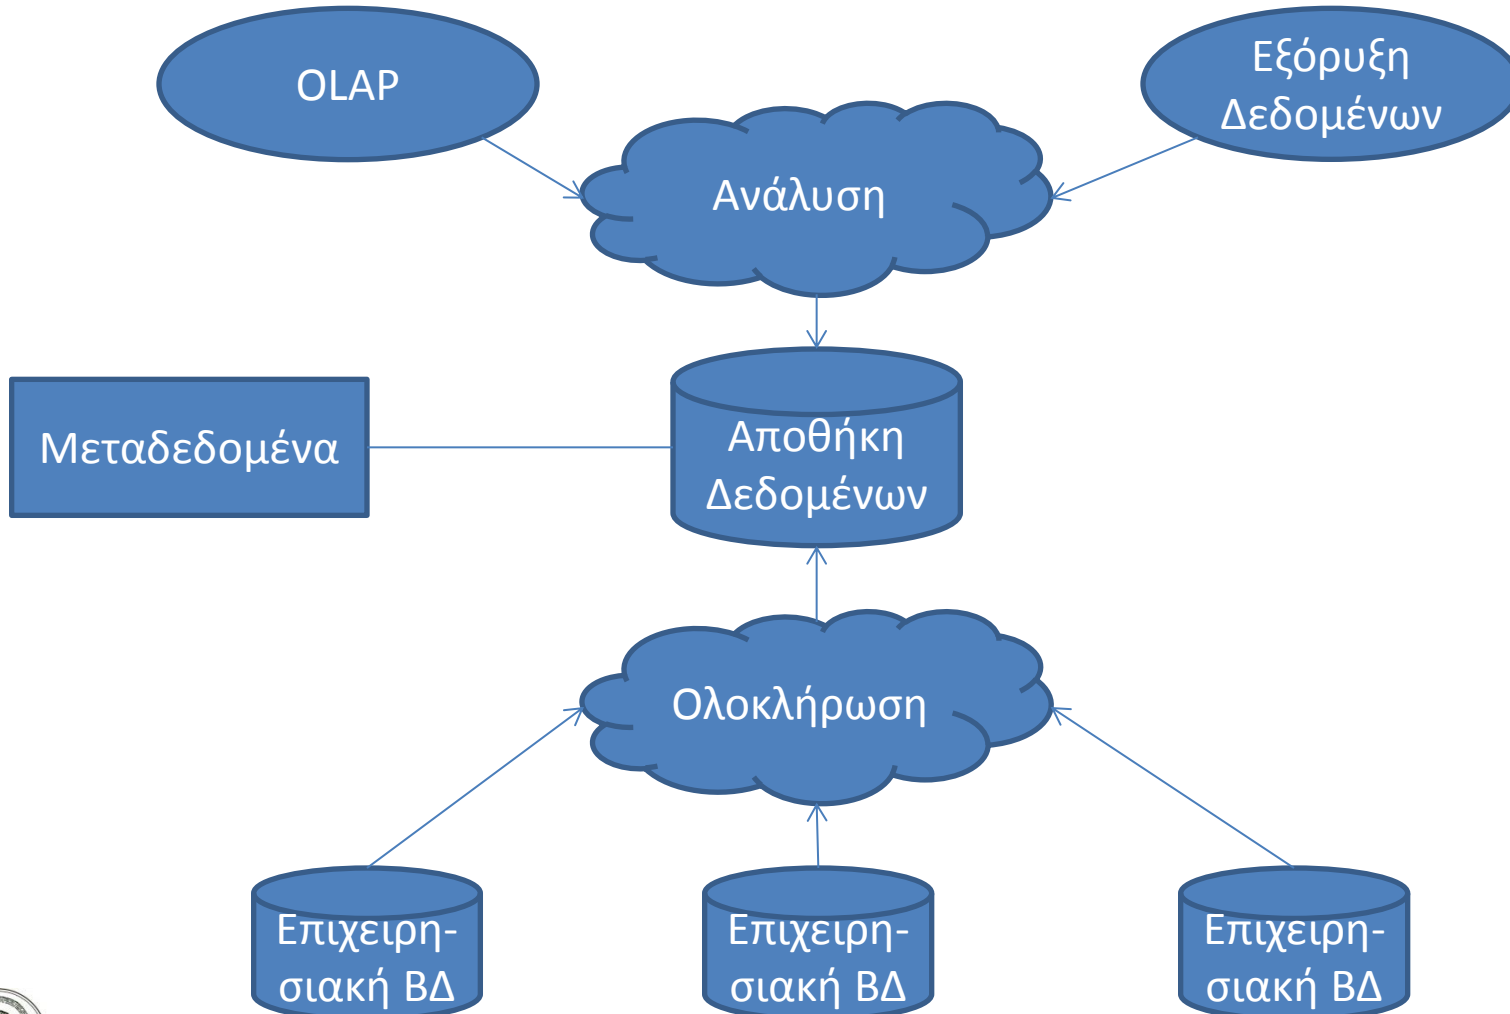 OLAP
Εξόρυξη
Δεδομένων
Ανάλυση
Μεταδεδομένα
Αποθήκη
Δεδομένων
Ολοκλήρωση
Επιχειρη-
σιακή ΒΔ
Επιχειρη-
σιακή ΒΔ
Επιχειρη-
σιακή ΒΔ